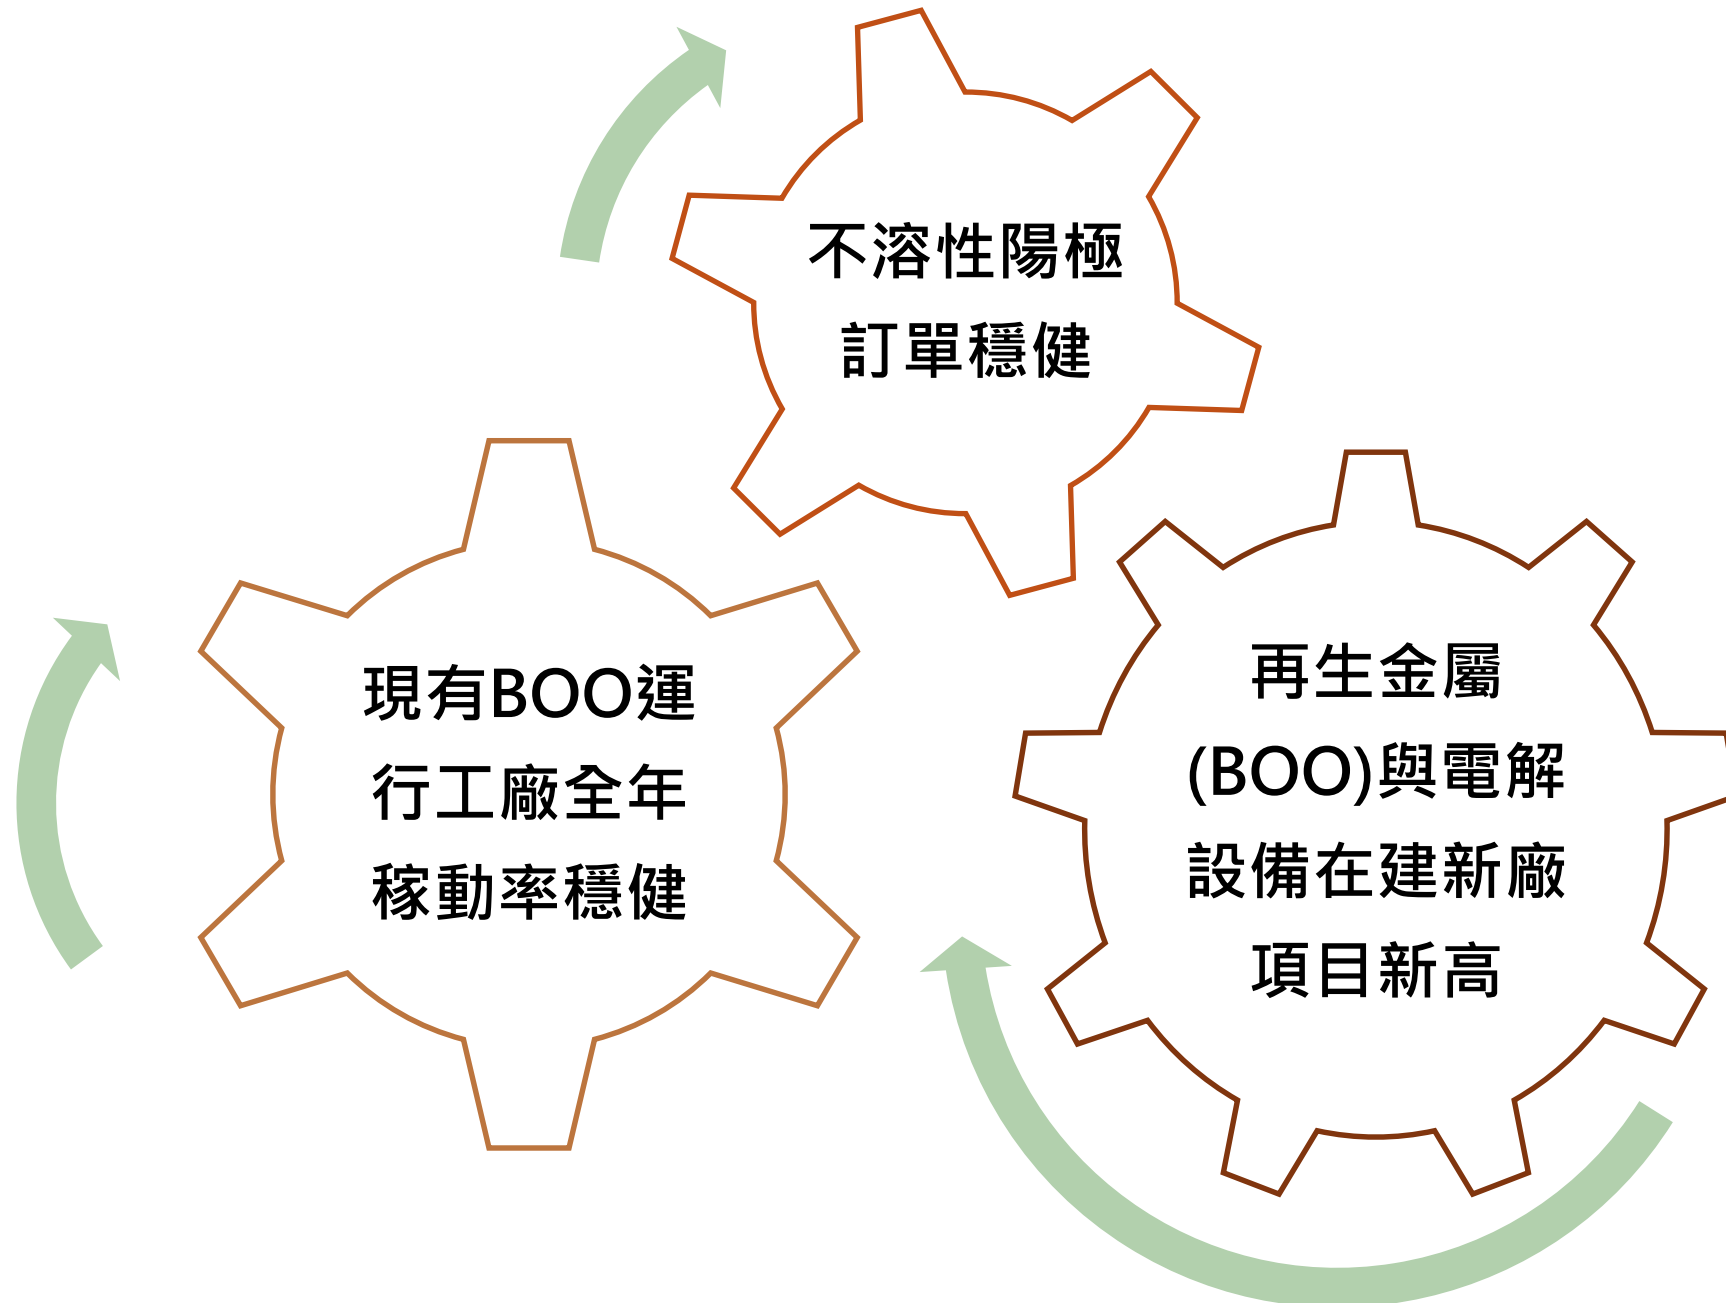 不溶性陽極
訂單穩健
現有BOO運
行工廠全年
稼動率穩健
再生金屬
(BOO)與電解
設備在建新廠
項目新高